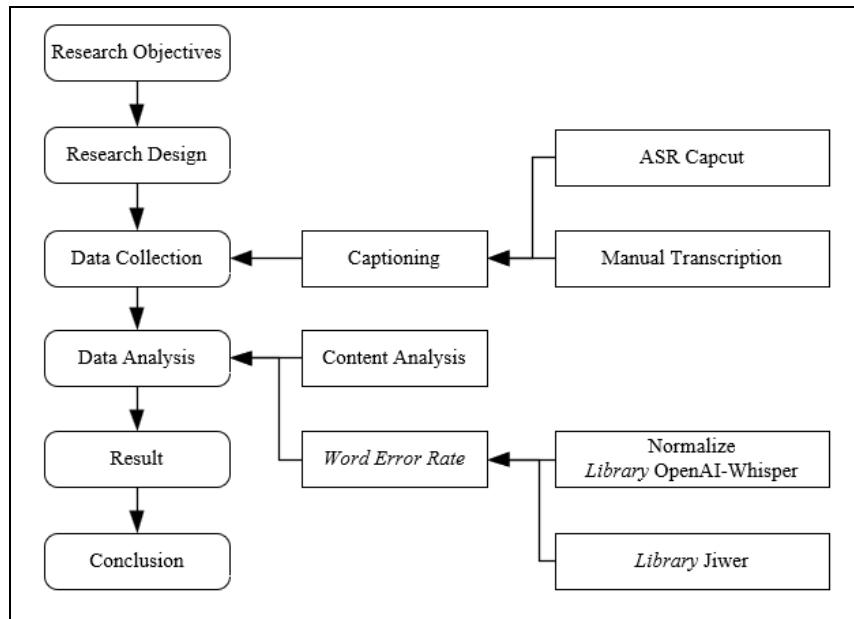 Research Objectives
Research Design
ASR Capcut
Data Collection
Captioning
Manual Transcription
Data Analysis
Content Analysis
Result
Word Error Rate
Normalize
Library OpenAI-Whisper
Conclusion
Library Jiwer